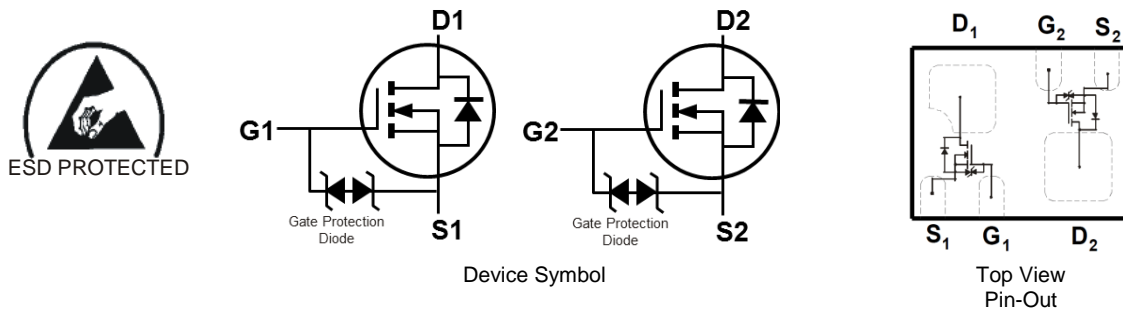 ESD PROTECTED
D1
G1
Gate Protection
Diode
S1
D2
G2
Gate Protection
Diode
S2
Device Symbol
D1
G2
S2
S1
G1
D2
Top View
Pin-Out